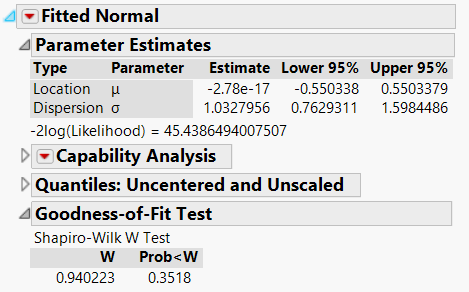 Fitted Normal
Parameter Estimates
Type Parameter Estimate Lower 95% Upper 95%
Location μ -2.78e-17 -0.550338 0.5503379
Dispersion σ 1.0327956 0.7629311 1.5984486
-2log(Likelihood) = 45.4386494007507
Capability Analysis
Quantiles: Uncentered and Unscaled
Goodness-of-Fit Test
Shapiro-Wilk W Test
W Prob<W
0.940223 0.3518